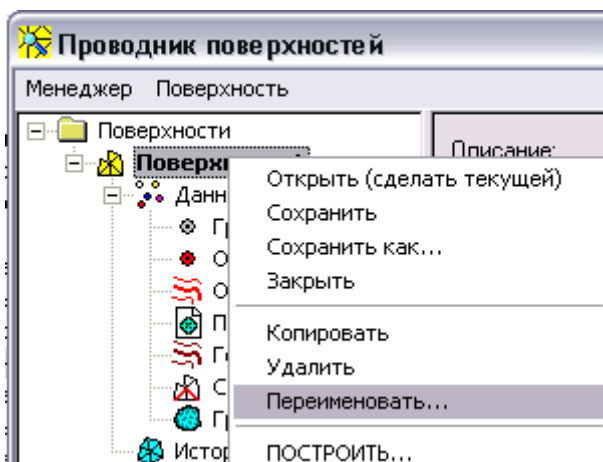 Проводник поверхностей
Менеджер Поверхность
Поверхности
Описание:
Открыть (сделать текущей)
Сохранить
Сохранить как...
Закрыть
Копировать
Удалить
Переименовать...
ПОСТРОИТЬ...